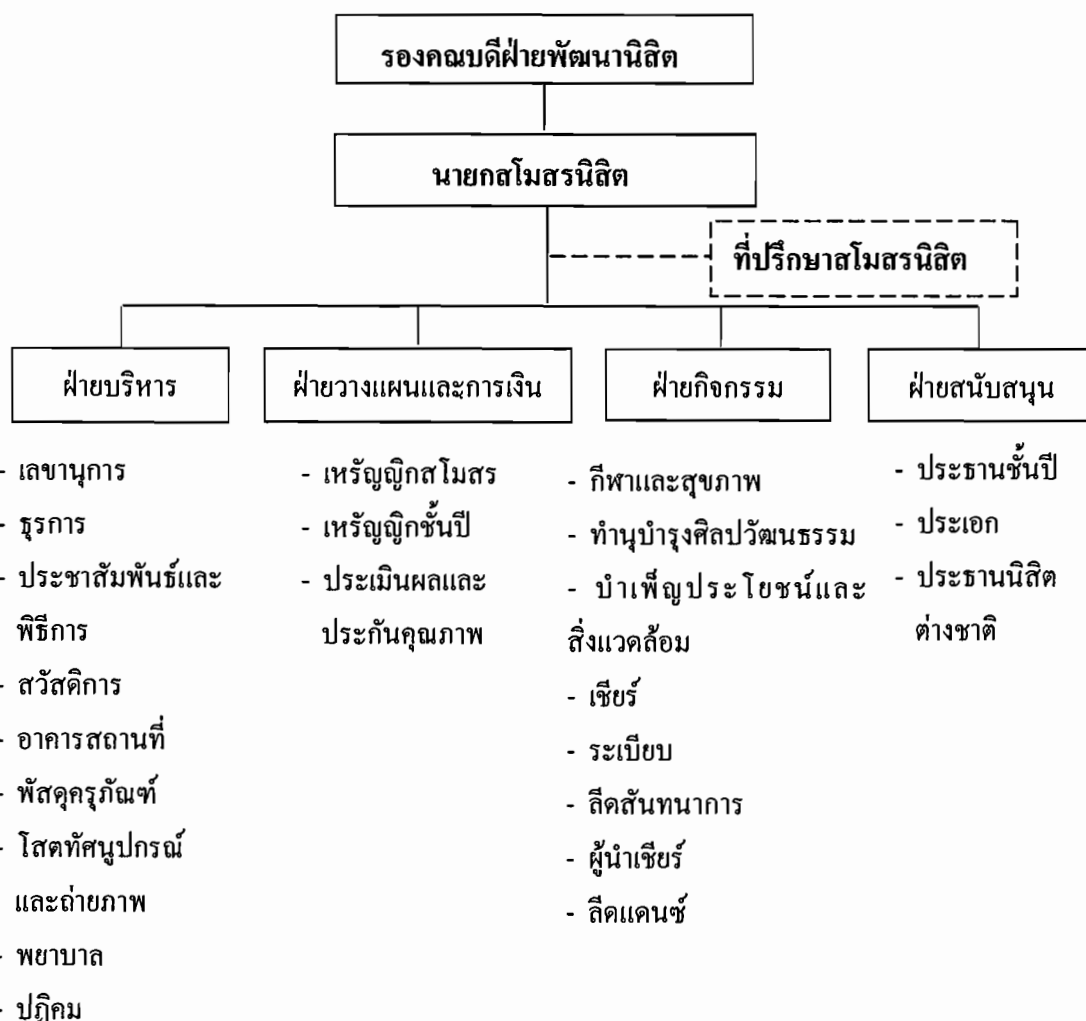 รองคณบดีฝ่ายพัฒนานิสิต
นายกสโมสรนิสิต
ที่ปรึกษาสโมสรนิสิต
ฝ่ายบริหาร
- เลขานุการ
- ธุรการ
- ประชาสัมพันธ์และ
พิธีการ
- สวัสดิการ
- อาคารสถานที่
- พัสดุครุภัณฑ์
- โสตทัศนูปกรณ์
และถ่ายภาพ
- พยาบาล
- ปฏิคม
ฝ่ายวางแผนและการเงิน
- เหรัญญิกสโมสร
- เหรัญญิกชั้นปี
- ประเมินผลและ
ประกันคุณภาพ
ฝ่ายกิจกรรม
- กีฬาและสุขภาพ
- ทำนุบำรุงศิลปวัฒนธรรม
- บำเพ็ญประโยชน์และ
สิ่งแวดล้อม
- เชียร์
- ระเบียบ
- ลีดสันทนาการ
- ผู้นำเชียร์
- ลีดแดนซ์
ฝ่ายสนับสนุน
- ประธานชั้นปี
- ประเอก
- ประธานนิสิต
ต่างชาติ